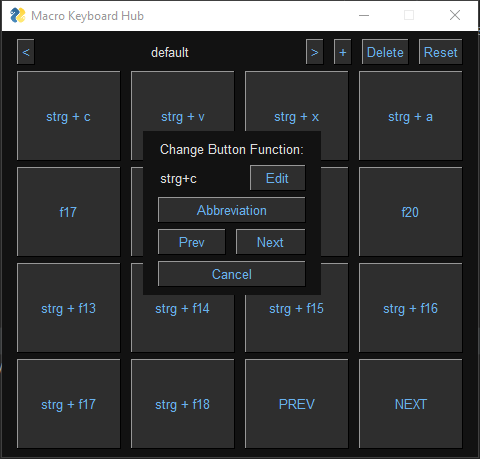 Macro Keyboard Hub
< default > + Delete Reset
strg + c strg + v strg + x strg + a
Change Button Function:
strg+c Edit
f17 f20
Abbreviation
Prev Next
Cancel
strg + f13 strg + f14 strg + f15 strg + f16
strg + f17 strg + f18 PREV NEXT